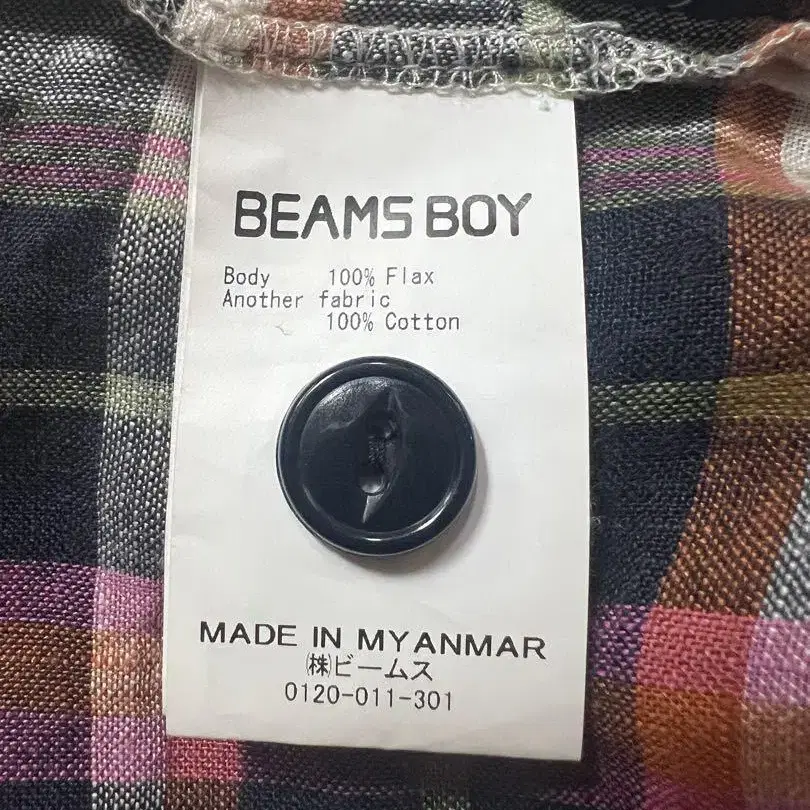 BEAMS BOY
Body 100% Flax
Another fabric
100% Cotton
MADE IN MYANMAR
㈱ビームス
0120-011-301